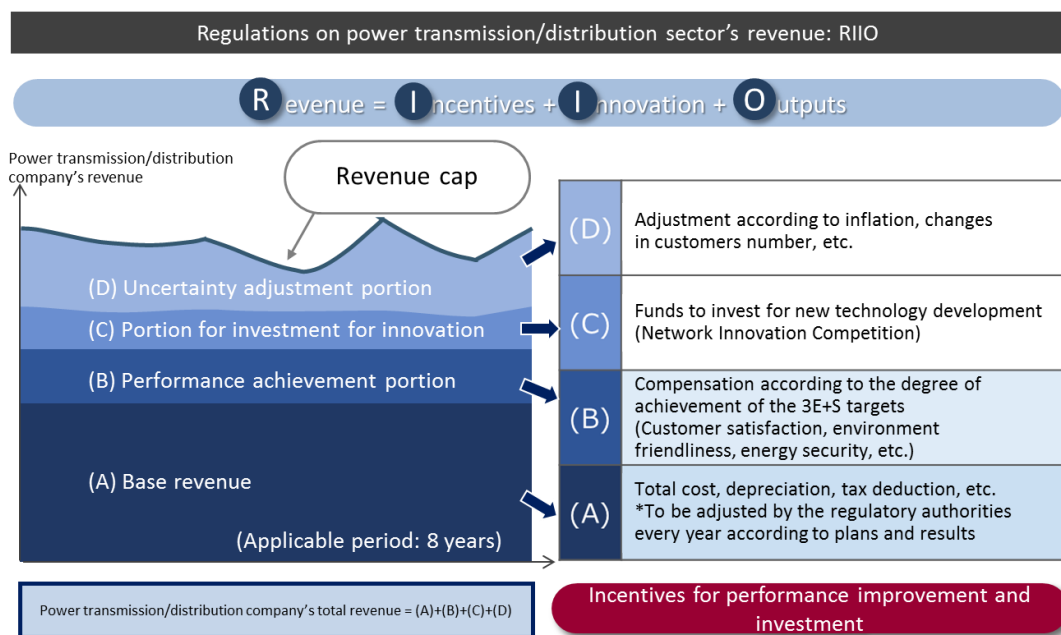 Regulations on power transmission/distribution sector's revenue: RIIO
Revenue = Incentives + Innovation + Outputs
Power transmission/distribution
company's revenue
Revenue cap
(D) Uncertainty adjustment portion
(C) Portion for investment for innovation
(B) Performance achievement portion
(A) Base revenue
(Applicable period: 8 years)
(D)
Adjustment according to inflation, changes
in customers number, etc.
(C)
Funds to invest for new technology development
(Network Innovation Competition)
(B)
Compensation according to the degree of
achievement of the 3E+S targets
(Customer satisfaction, environment
friendliness, energy security, etc.)
(A)
Total cost, depreciation, tax deduction, etc.
*To be adjusted by the regulatory authorities
every year according to plans and results
Power transmission/distribution company's total revenue = (A)+(B)+(C)+(D)
Incentives for performance improvement and
investment